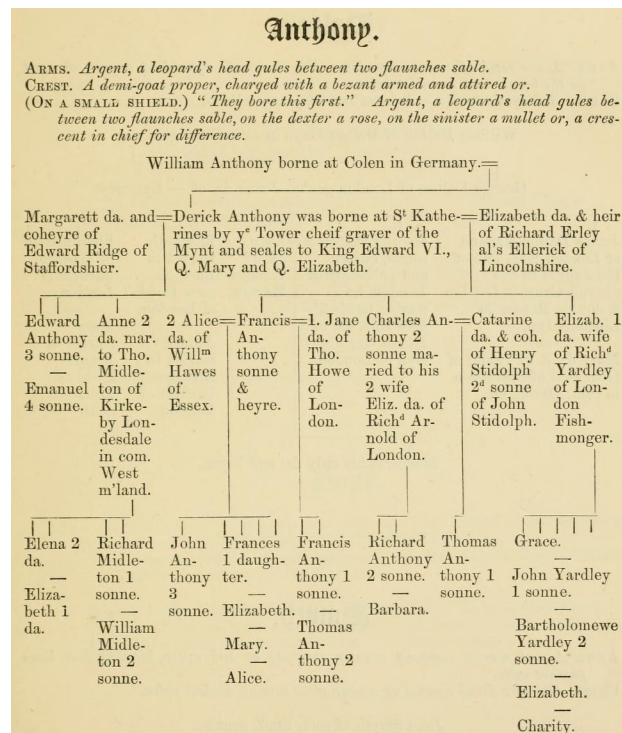 Anthony.
ARMS. Argent, a leopard's head gules between two flaunches sable.
CREST. A demi-goat proper, charged with a bezant armed and attired or.
(ON A SMALL SHIELD.) "They bore this first." Argent, a leopard's head gules be-
tween two flaunches sable, on the dexter a rose, on the sinister a mullet or, a cres-
cent in chief for difference.
William Anthony borne at Colen in Germany.=
Margarett da. and=
coheyre of
Edward Ridge of
Staffordshier.
Derick Anthony was borne at St Kathe-=
rines by ye Tower cheif graver of the
Mynt and seales to King Edward VI.,
Q. Mary and Q. Elizabeth.
Elizabeth da. & heir
of Richard Erley
al's Ellerick of
Lincolnshire.
Edward
Anthony
3 sonne.
—
Emanuel
4 sonne.
Anne 2
da. mar.
to Tho.
Midle-
ton of
Kirke-
by Lon-
desdale
in com.
West
m'land.
2 Alice=
da. of
Willm
Hawes
of
Essex.
Francis=
An-
thony
sonne
&
heyre.
1. Jane
da. of
Tho.
Howe
of
Lon-
don.
Charles An-=
thony 2
sonne ma-
ried to his
2 wife
Eliz. da. of
Richd Ar-
nold of
London.
Catarine
da. & coh.
of Henry
Stidolph
2d sonne
of John
Stidolph.
Elizab. 1
da. wife
of Richd
Yardley
of Lon-
don
Fish-
monger.
Elena 2
da.
—
Eliza-
beth 1
da.
Richard
Midle-
ton 1
sonne.
—
William
Midle-
ton 2
sonne.
John
An-
thony
3
sonne.
Frances
1 daugh-
ter.
—
Elizabeth.
—
Mary.
—
Alice.
Francis
An-
thony 1
sonne.
—
Thomas
An-
thony 2
sonne.
Richard
Anthony
2 sonne.
—
Barbara.
Thomas
An-
thony 1
sonne.
Grace.
—
John Yardley
1 sonne.
—
Bartholomewe
Yardley 2
sonne.
—
Elizabeth.
—
Charity.